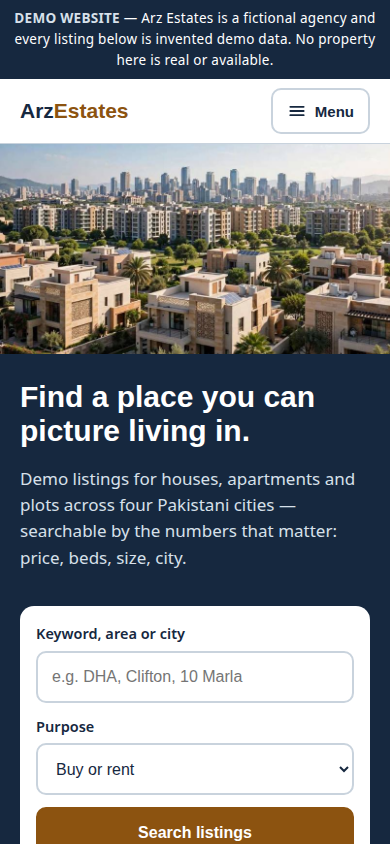 DEMO WEBSITE — Arz Estates is a fictional agency and
every listing below is invented demo data. No property
here is real or available.
ArzEstates
Menu
Find a place you can
picture living in.
Demo listings for houses, apartments and
plots across four Pakistani cities —
searchable by the numbers that matter:
price, beds, size, city.
Keyword, area or city
e.g. DHA, Clifton, 10 Marla
Purpose
Buy or rent
Search listings